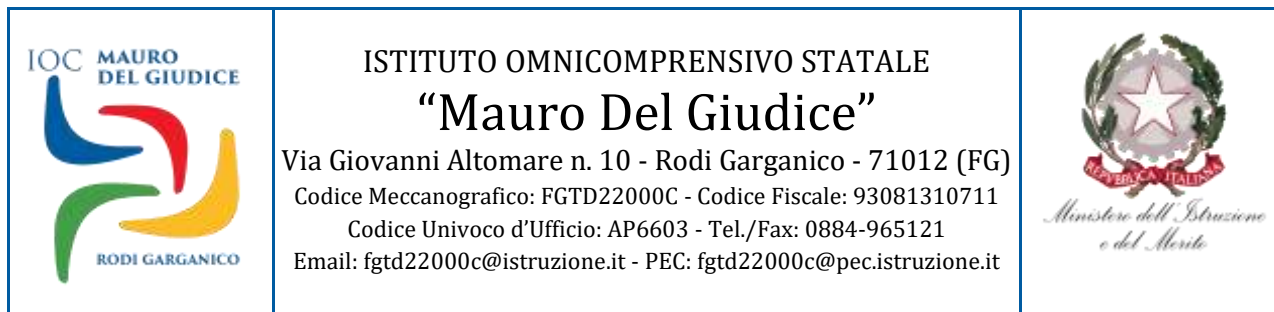 IOC MAURO
DEL GIUDICE
RODI GARGANICO
ISTITUTO OMNICOMPRENSIVO STATALE
“Mauro Del Giudice”
Via Giovanni Altomare n. 10 - Rodi Garganico - 71012 (FG)
Codice Meccanografico: FGTD22000C - Codice Fiscale: 93081310711
Codice Univoco d’Ufficio: AP6603 - Tel./Fax: 0884-965121
Email: fgtd22000c@istruzione.it - PEC: fgtd22000c@pec.istruzione.it
REPVBBLICA ITALIANA
Ministero dell'Istruzione
e del Merito